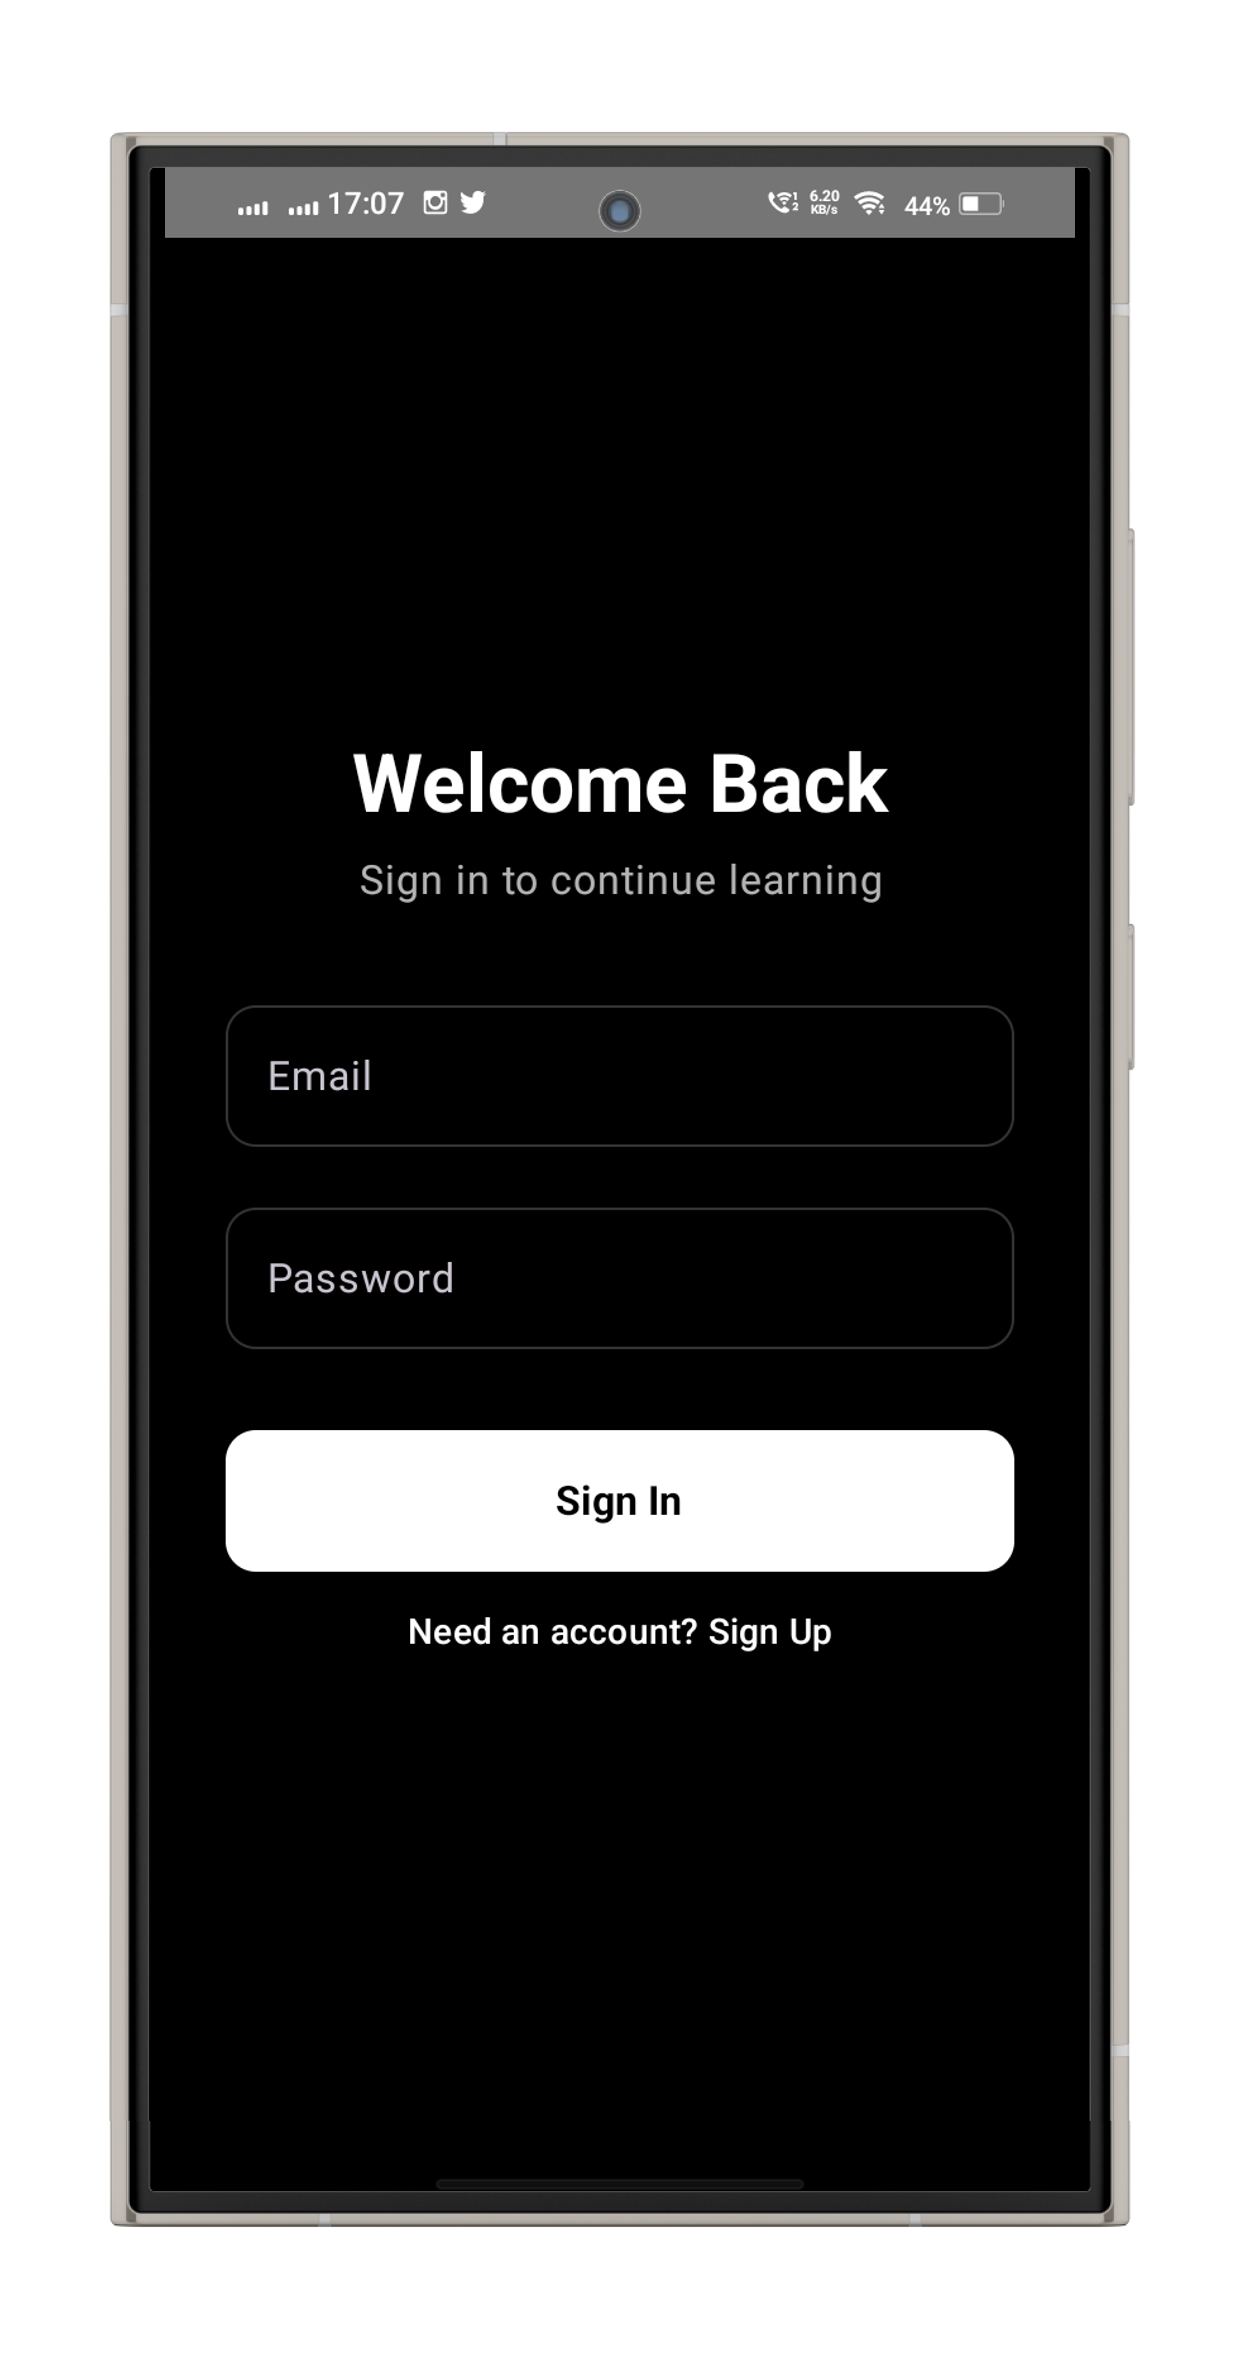 17:07 6.20 KB/s 44%
Welcome Back
Sign in to continue learning
Email
Password
Sign In
Need an account? Sign Up